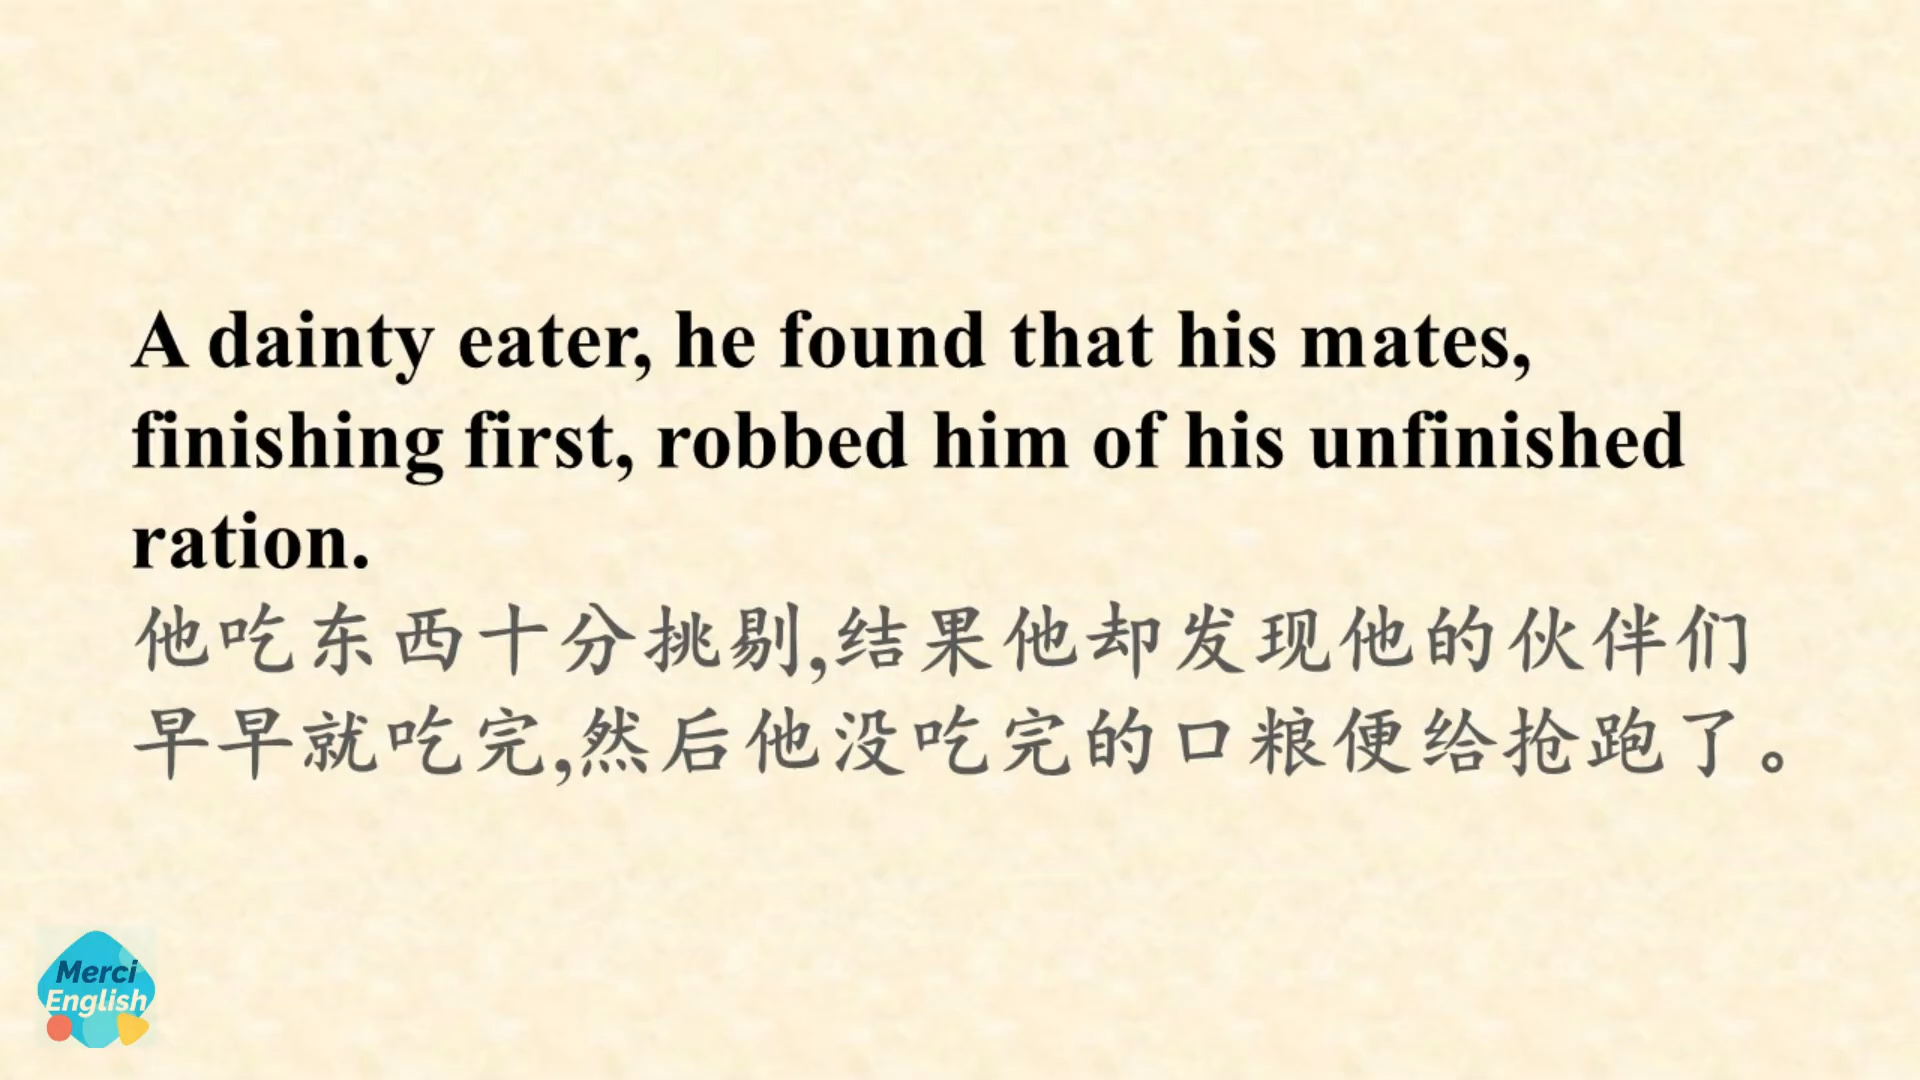 A dainty eater, he found that his mates,
finishing first, robbed him of his unfinished
ration.
他吃东西十分挑剔,结果他却发现他的伙伴们
早早就吃完,然后他没吃完的口粮便给抢跑了。
Merci
English